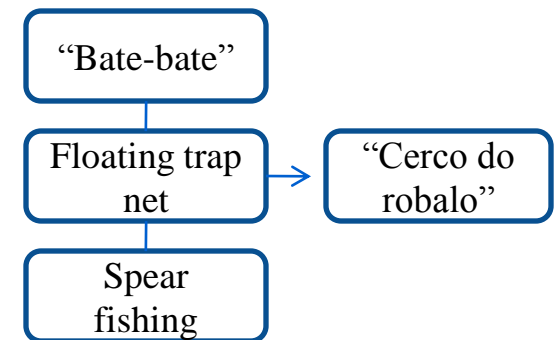 “Bate-bate”
Floating trap
net
“Cerco do
robalo”
Spear
fishing